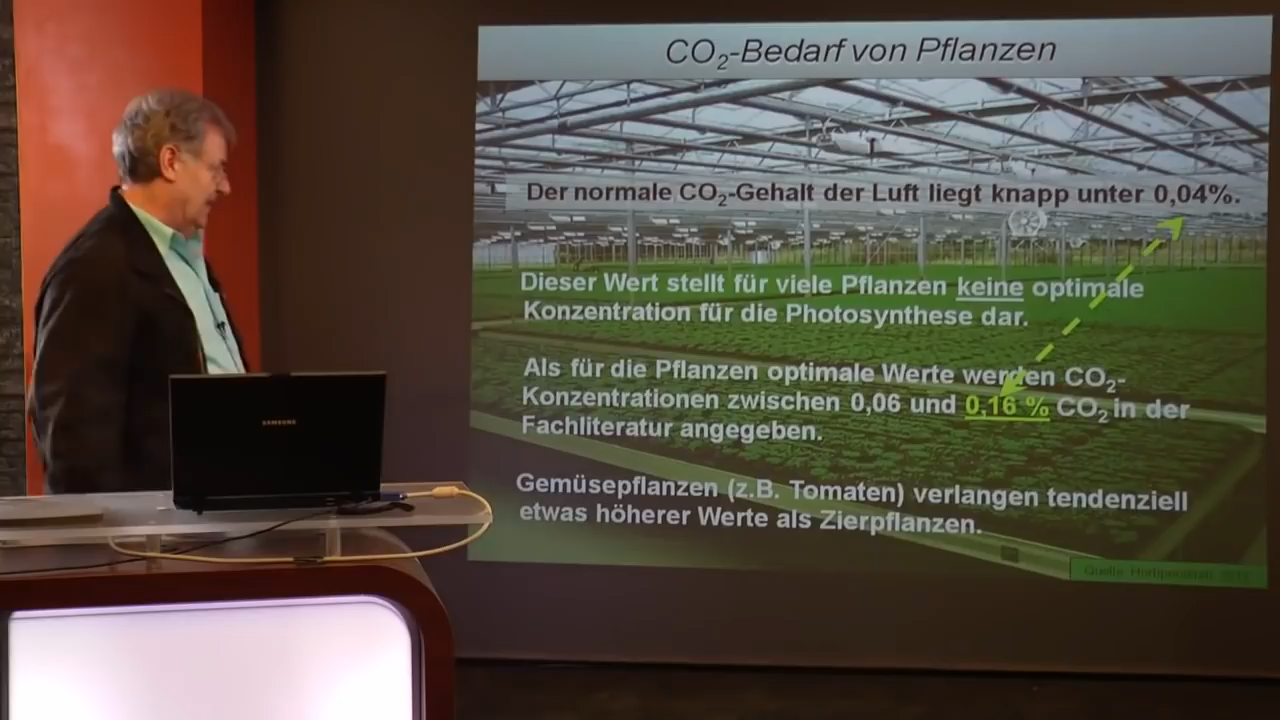 CO₂-Bedarf von Pflanzen
Der normale CO₂-Gehalt der Luft liegt knapp unter 0,04%.
Dieser Wert stellt für viele Pflanzen keine optimale
Konzentration für die Photosynthese dar.
Als für die Pflanzen optimale Werte werden CO₂-
Konzentrationen zwischen 0,06 und 0,16 % CO₂ in der
Fachliteratur angegeben.
Gemüsepflanzen (z.B. Tomaten) verlangen tendenziell
etwas höherer Werte als Zierpflanzen.
Quelle:
SAMSUNG